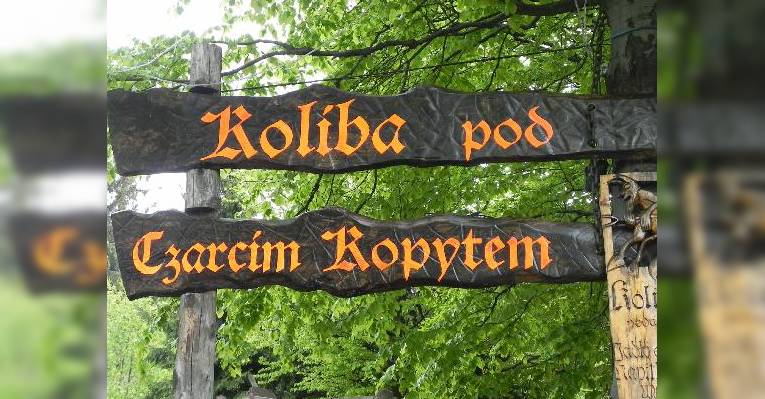 Koliba pod
Czarcim Kopytem